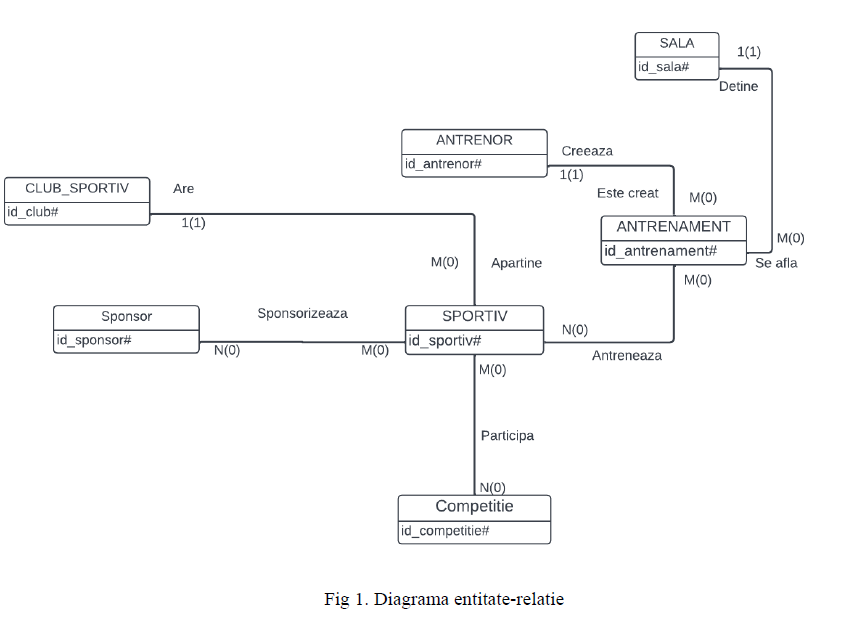 SALA
1(1)
id_sala#
Detine
ANTRENOR
id_antrenor#
Creeaza
1(1)
Este creat
M(0)
CLUB_SPORTIV
id_club#
Are
1(1)
ANTRENAMENT
id_antrenament#
M(0)
Se afla
M(0)
M(0)
Apartine
Sponsor
id_sponsor#
Sponsorizeaza
N(0)
M(0)
SPORTIV
id_sportiv#
N(0)
Antreneaza
M(0)
Participa
N(0)
Competitie
id_competitie#
Fig 1. Diagrama entitate-relatie